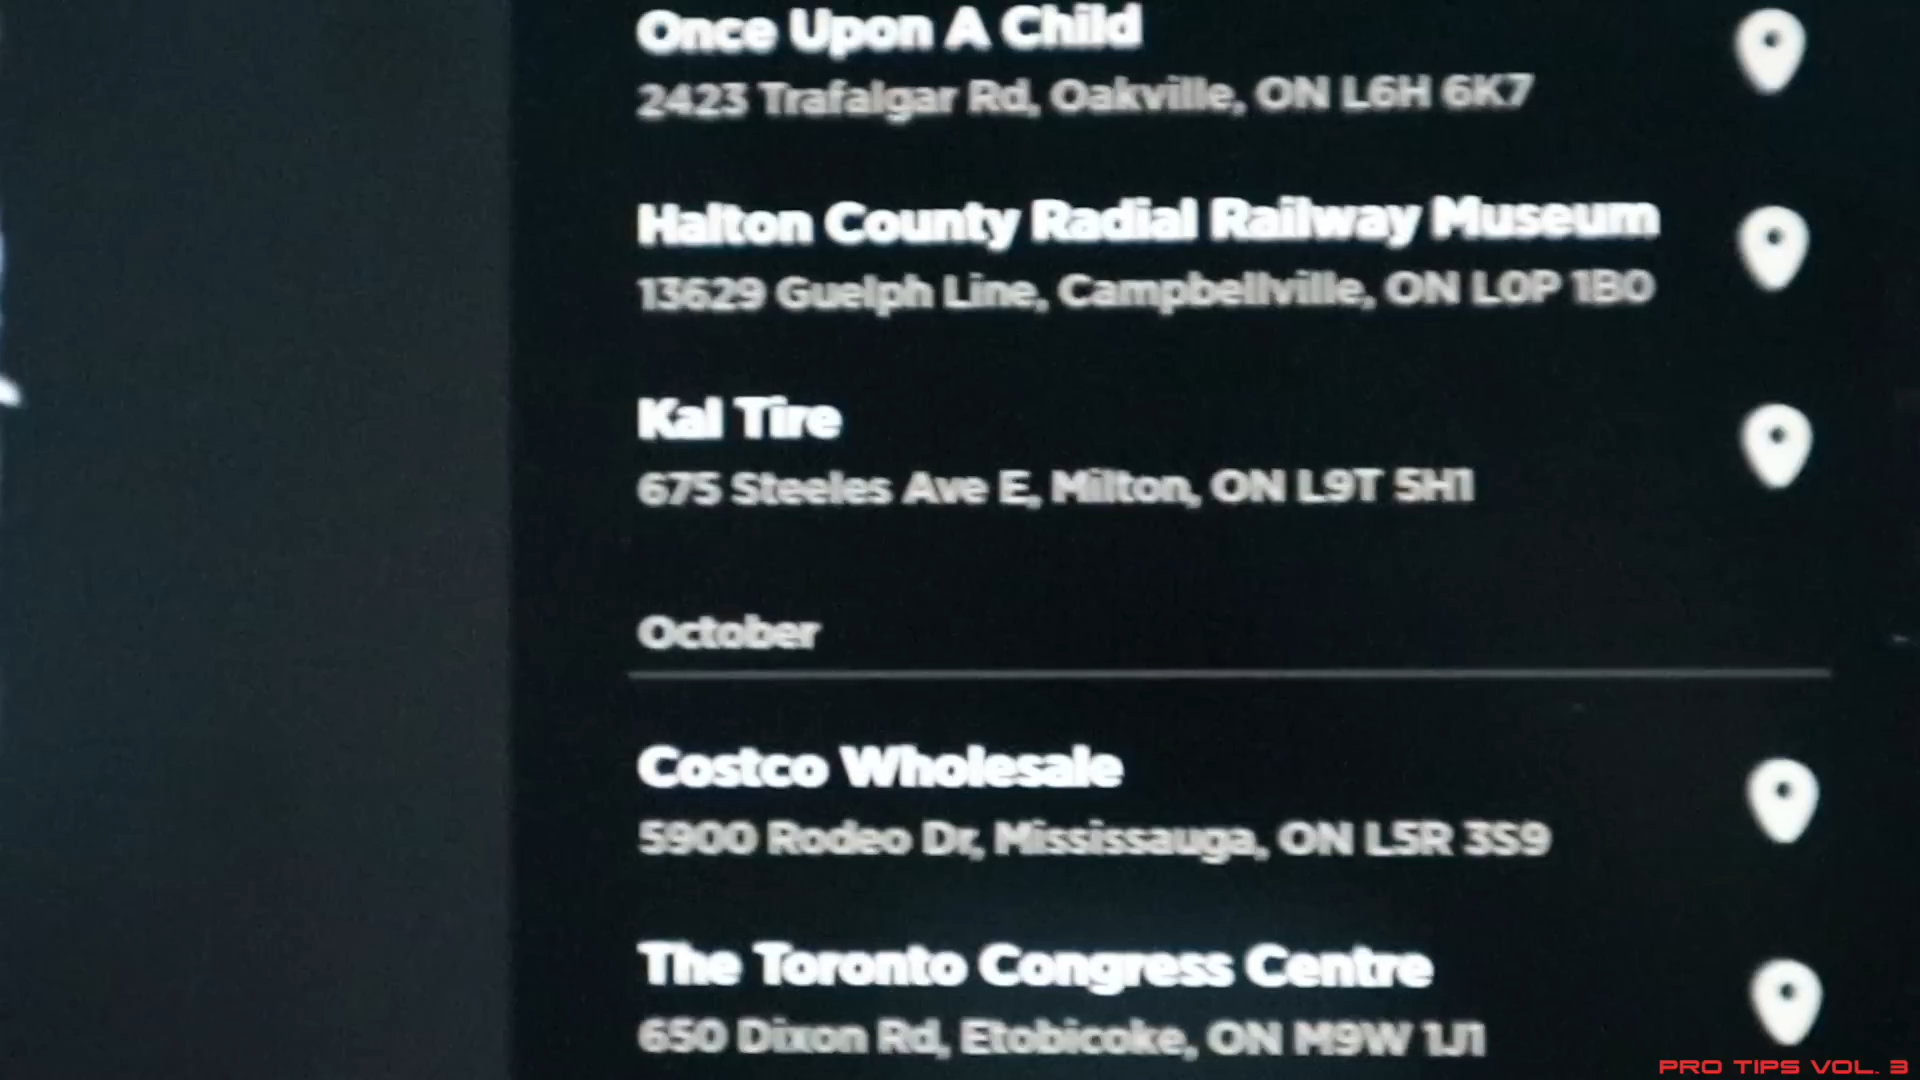 Once Upon A Child
2423 Trafalgar Rd, Oakville, ON L6H 6K7
Halton County Radial Railway Museum
13629 Guelph Line, Campbellville, ON L0P 1B0
Kal Tire
675 Steeles Ave E, Milton, ON L9T 5H1
October
Costco Wholesale
5900 Rodeo Dr, Mississauga, ON L5R 3S9
The Toronto Congress Centre
650 Dixon Rd, Etobicoke, ON M9W 1J1
PRO TIPS VOL. 3